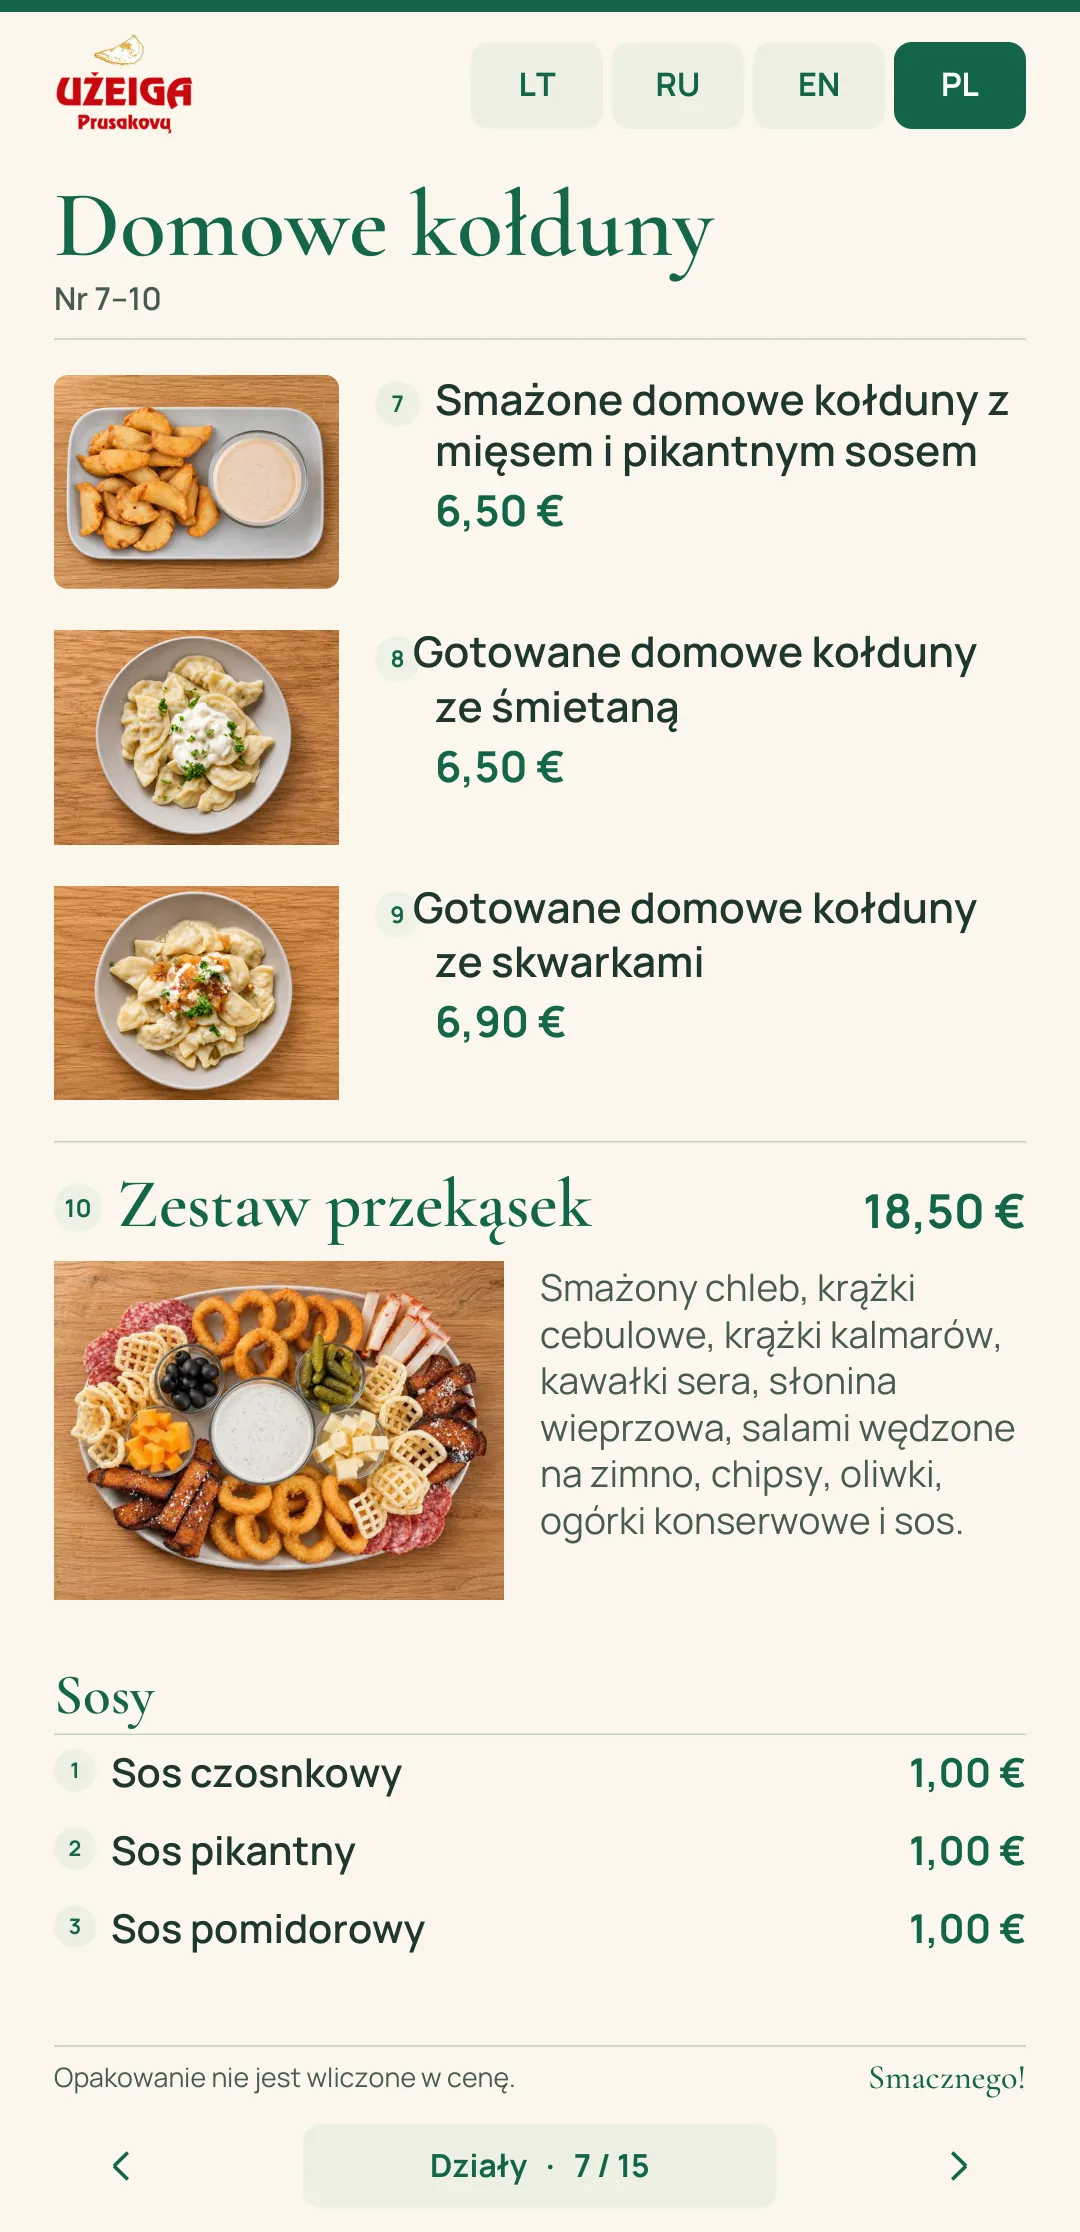 UŽEIGA
Prusakovų
LT RU EN PL
Domowe kołduny
Nr 7–10
7 Smażone domowe kołduny z
mięsem i pikantnym sosem
6,50 €
8 Gotowane domowe kołduny
ze śmietaną
6,50 €
9 Gotowane domowe kołduny
ze skwarkami
6,90 €
10 Zestaw przekąsek 18,50 €
Smażony chleb, krążki
cebulowe, krążki kalmarów,
kawałki sera, słonina
wieprzowa, salami wędzone
na zimno, chipsy, oliwki,
ogórki konserwowe i sos.
Sosy
1 Sos czosnkowy 1,00 €
2 Sos pikantny 1,00 €
3 Sos pomidorowy 1,00 €
Opakowanie nie jest wliczone w cenę. Smacznego!
Działy · 7 / 15